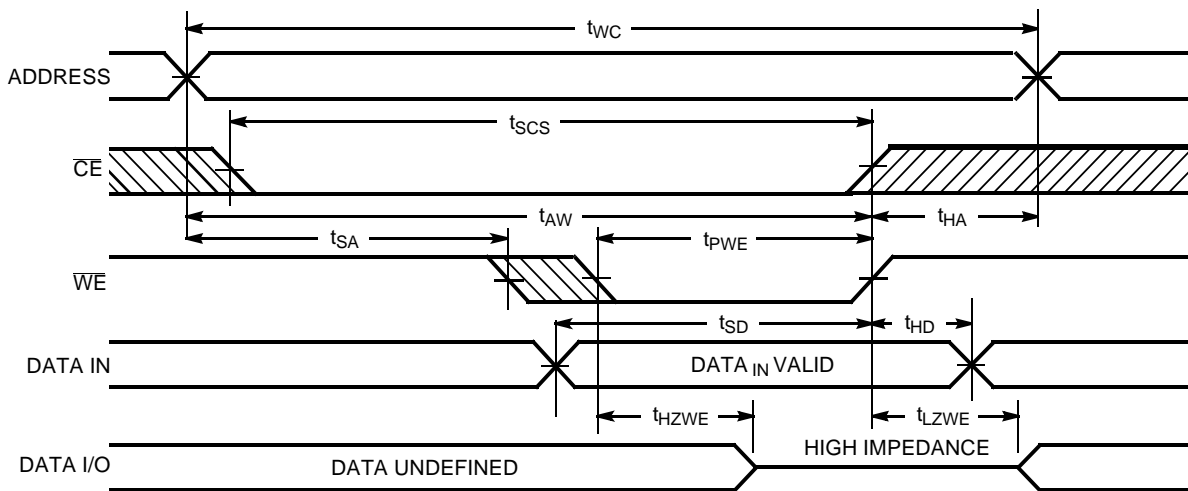 tWC
ADDRESS
tSCS
CE
tAW
tHA
tSA
tPWE
WE
tSD
tHD
DATA IN
DATA IN VALID
tHZWE
tLZWE
HIGH IMPEDANCE
DATA I/O
DATA UNDEFINED